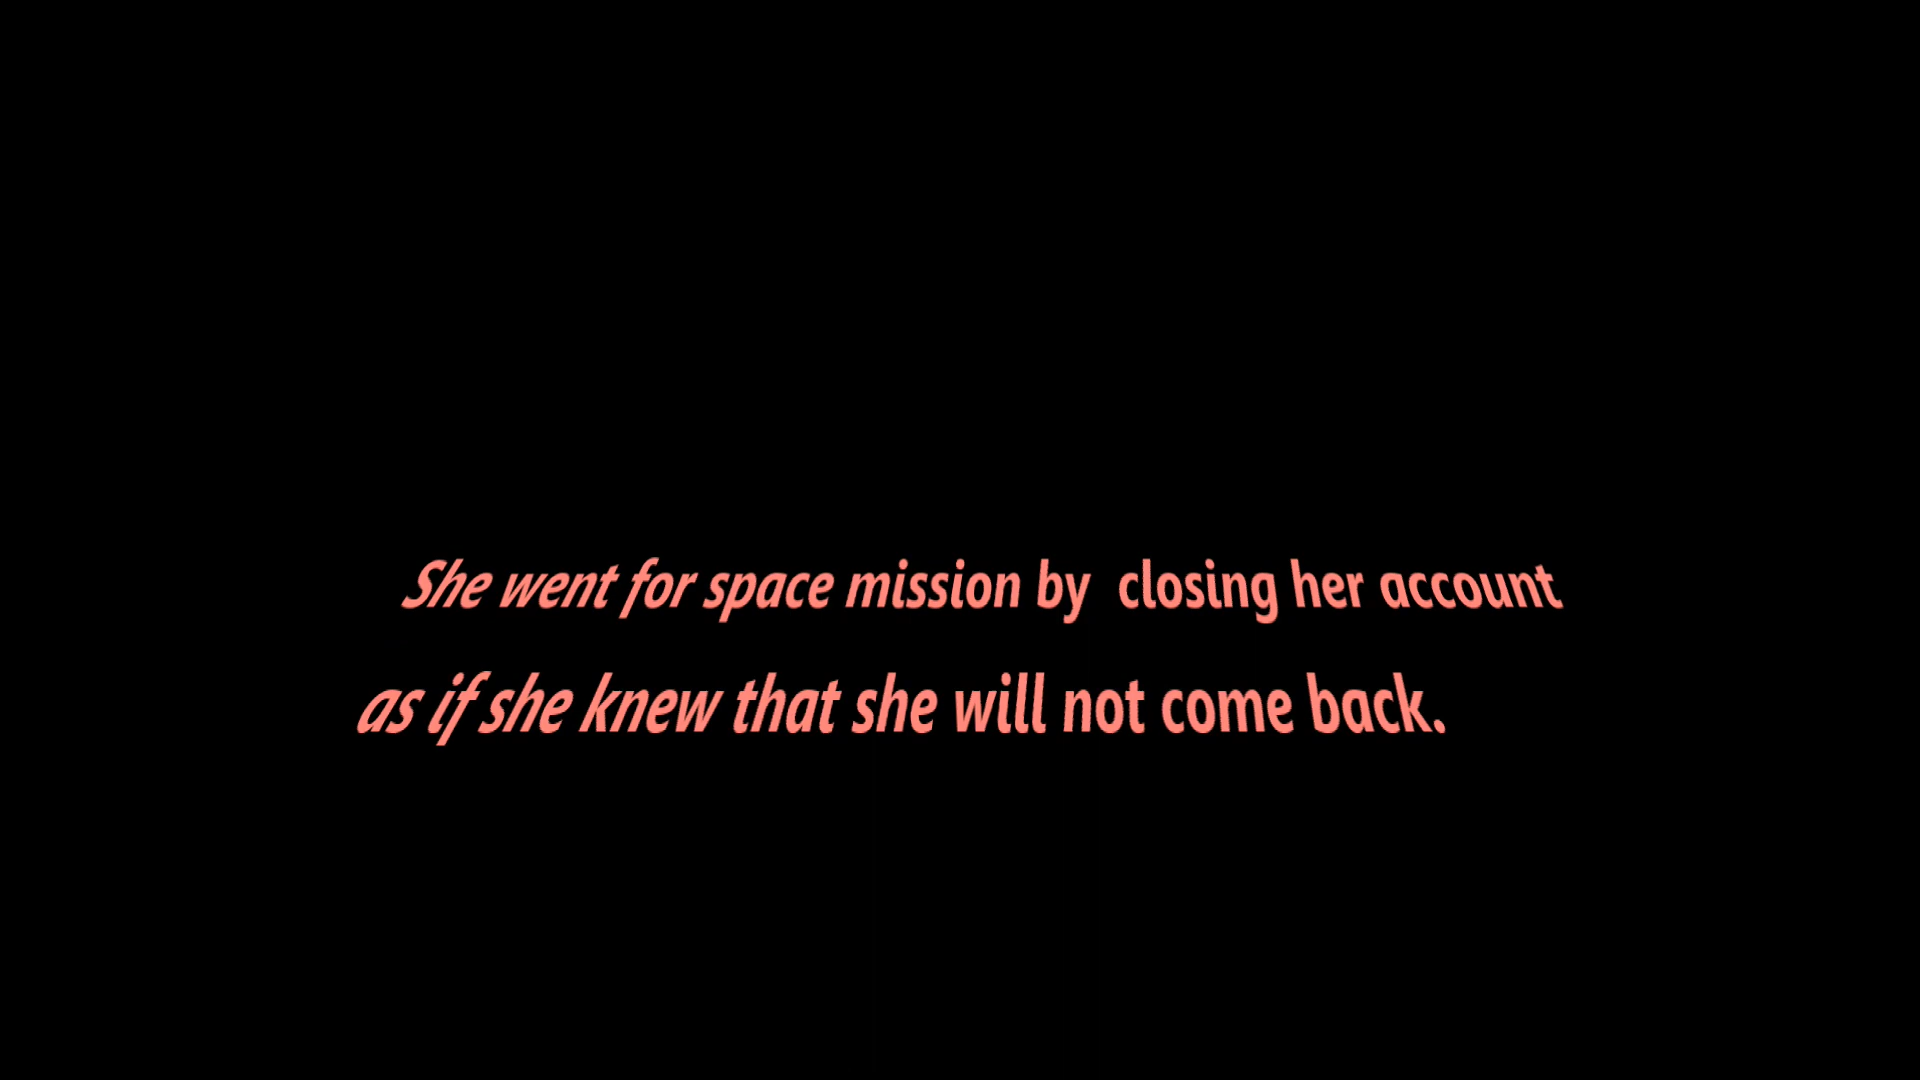 She went for space mission by  closing her account
as if she knew that she will not come back.